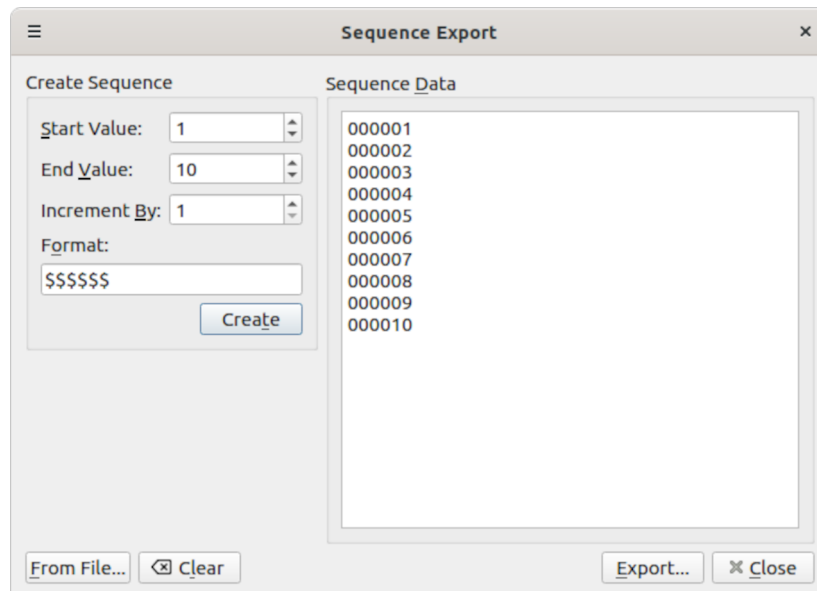 Sequence Export
Create Sequence
Start Value: 1
End Value: 10
Increment By: 1
Format:
$$$$$$
Create
Sequence Data
000001
000002
000003
000004
000005
000006
000007
000008
000009
000010
From File... Clear Export... Close